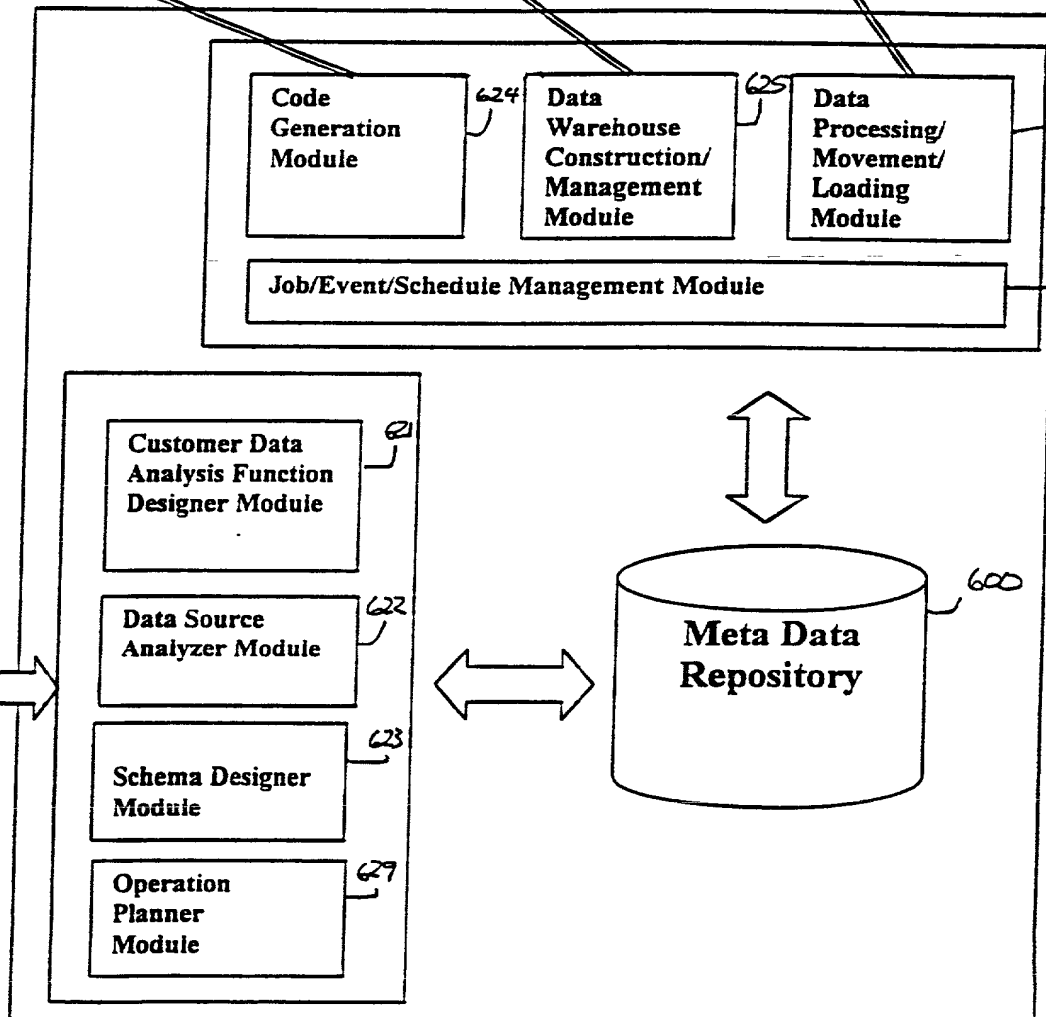 Code
Generation
Module
624
Data
Warehouse
Construction/
Management
Module
625
Data
Processing/
Movement/
Loading
Module
Job/Event/Schedule Management Module
Customer Data
Analysis Function
Designer Module
621
Data Source
Analyzer Module
622
Schema Designer
Module
623
Operation
Planner
Module
629
Meta Data
Repository
600